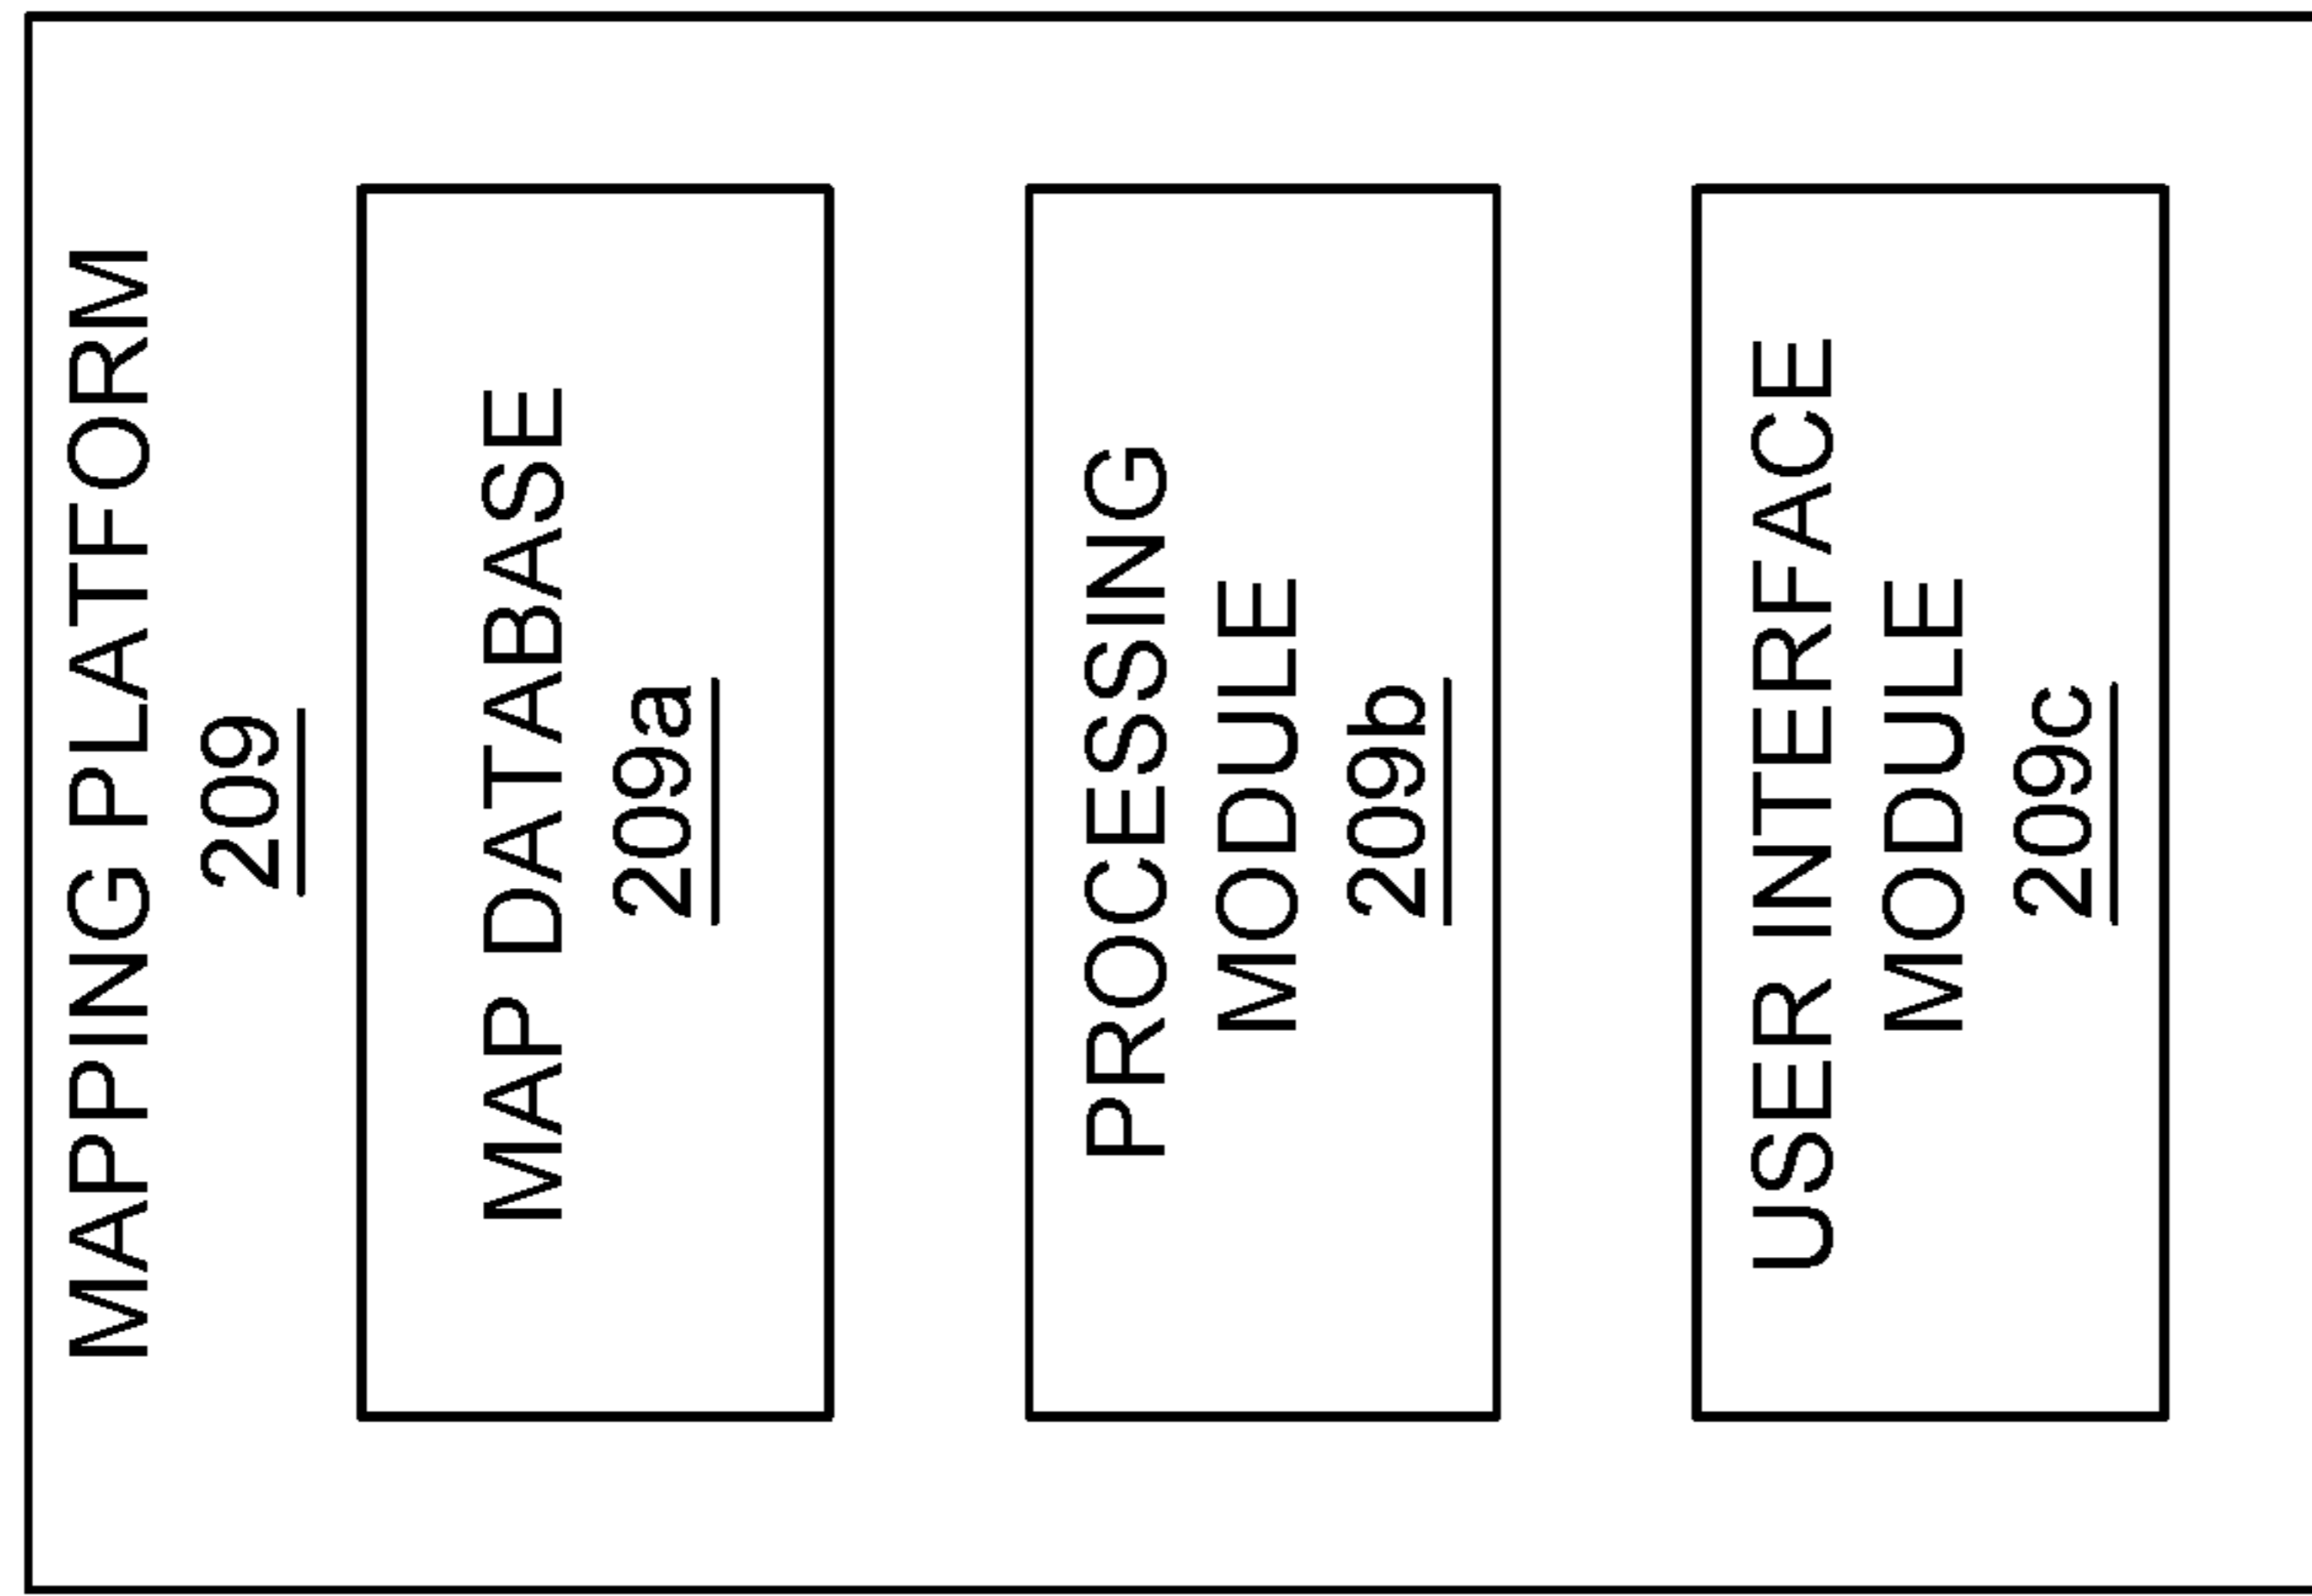 MAPPING PLATFORM
209
MAP DATABASE
209a
PROCESSING
MODULE
209b
USER INTERFACE
MODULE
209c